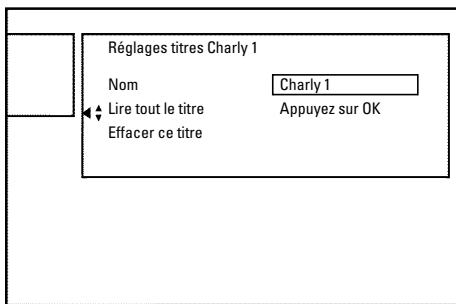 Réglages titres Charly 1
Nom Charly 1
Lire tout le titre Appuyez sur OK
Effacer ce titre